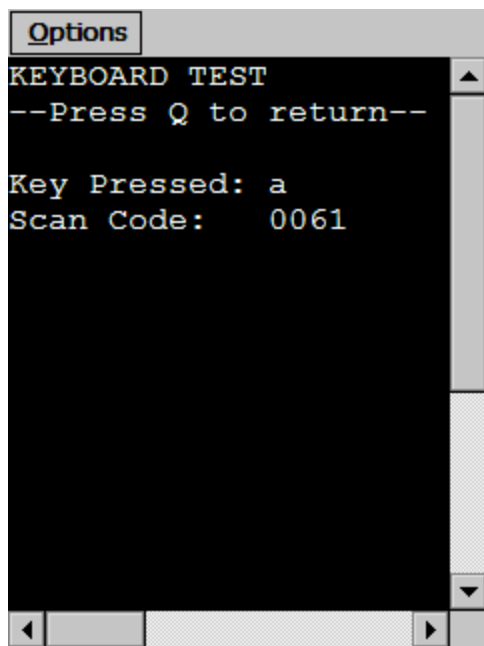 Options
KEYBOARD TEST
--Press Q to return--
Key Pressed: a
Scan Code:   0061